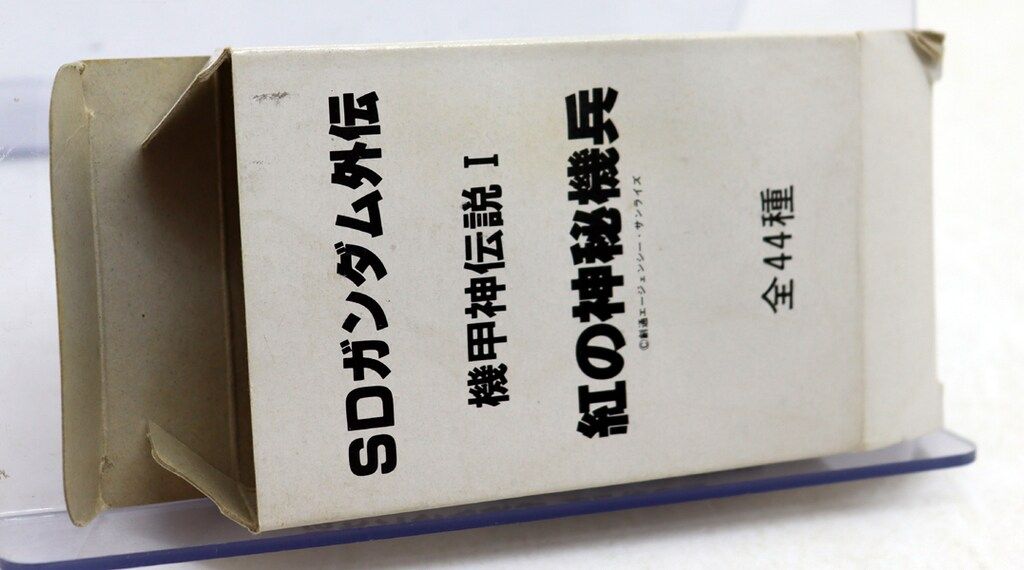 SDガンダム外伝
機甲神伝説 I
紅の神秘機兵
©創通エージェンシー・サンライズ
全44種